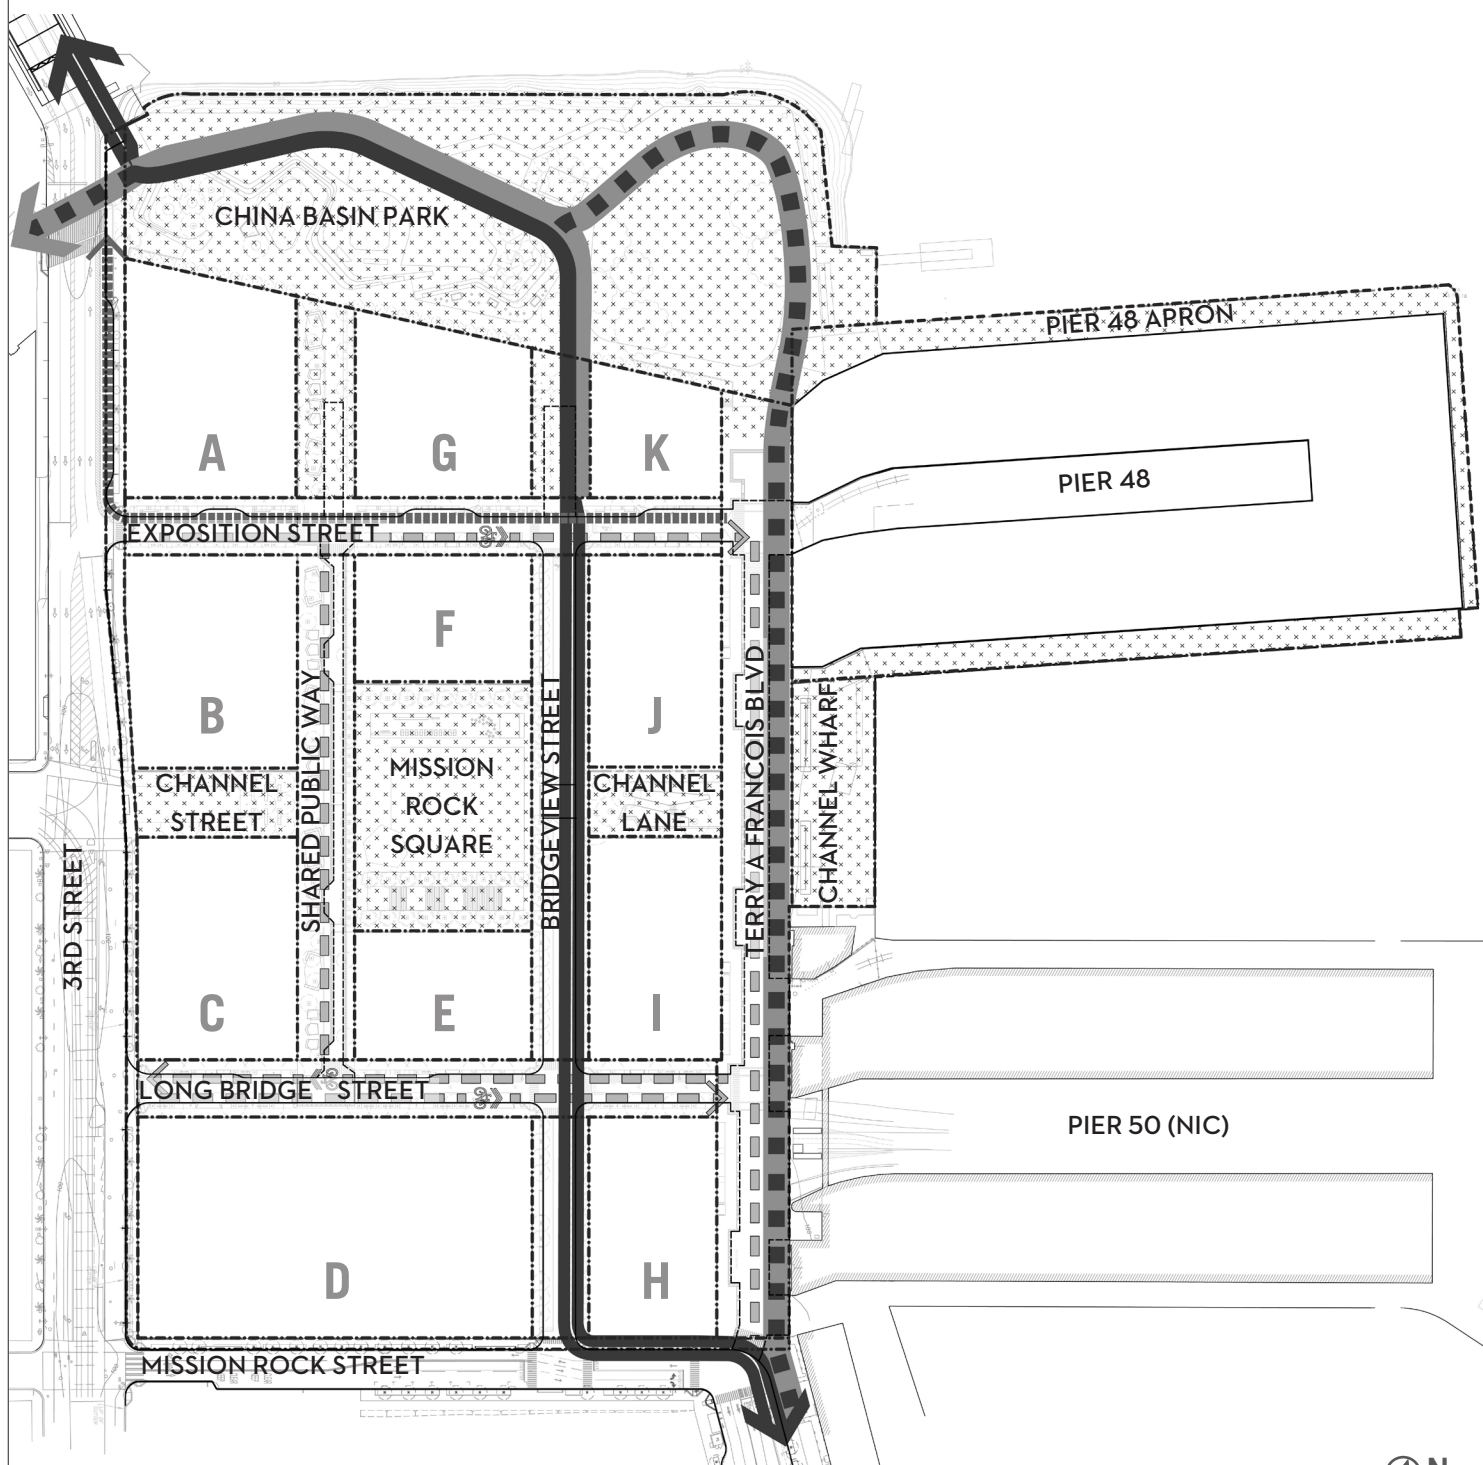 CHINA BASIN PARK
PIER 48 APRON
A
G
K
PIER 48
EXPOSITION STREET
F
B
J
SHARED PUBLIC WAY
BRIDGEVIEW STREET
TERRY A FRANCOIS BLVD
CHANNEL WHARF
CHANNEL
STREET
MISSION
ROCK
SQUARE
CHANNEL
LANE
3RD STREET
C
E
I
LONG BRIDGE STREET
PIER 50 (NIC)
D
H
MISSION ROCK STREET
N